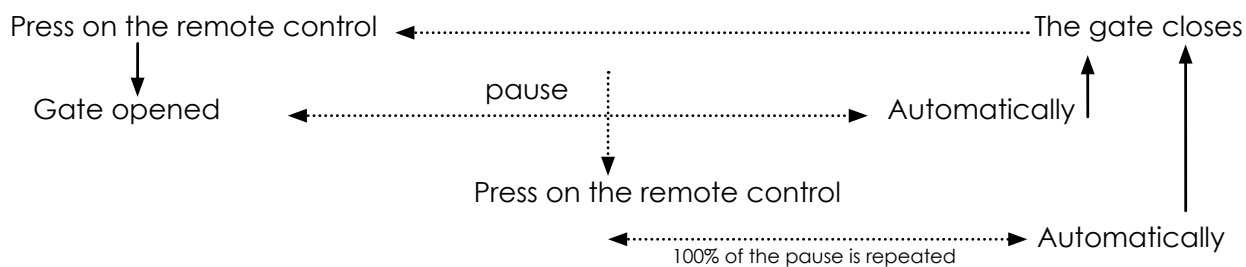 Press on the remote control
The gate closes
Gate opened
pause
Automatically
Press on the remote control
Automatically
100% of the pause is repeated